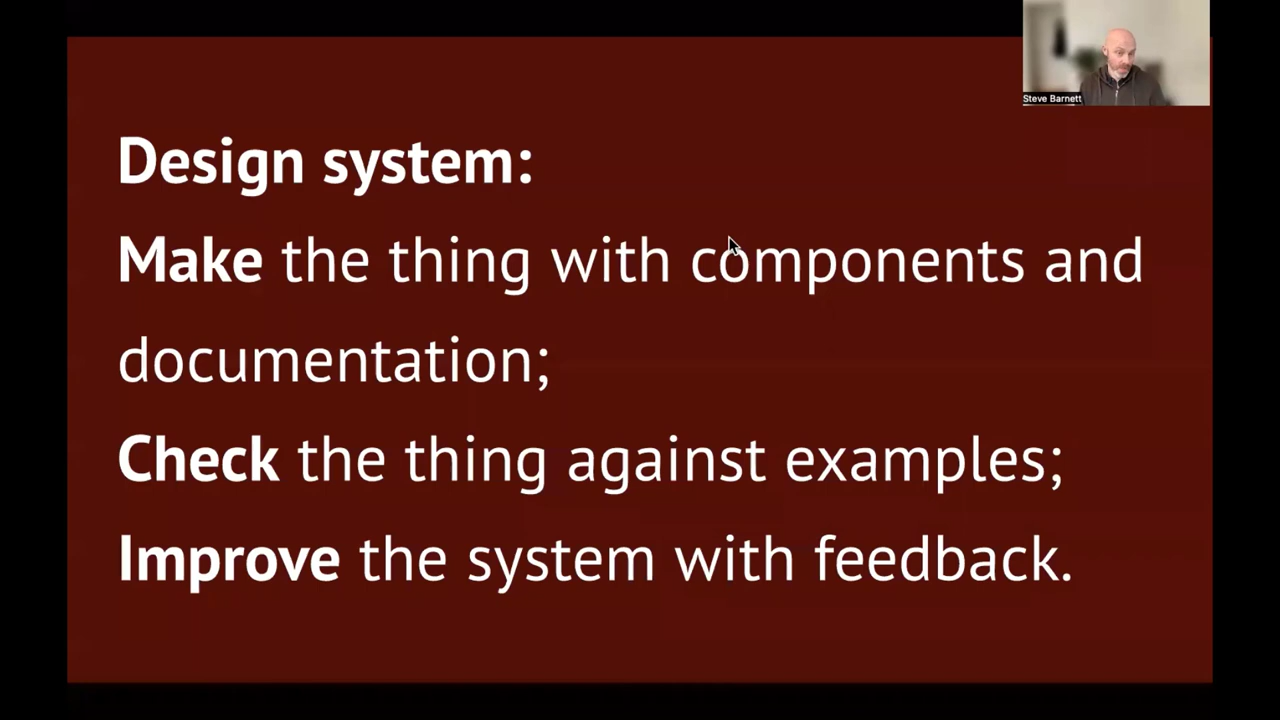 Steve Barnett
Design system:
Make the thing with components and
documentation;
Check the thing against examples;
Improve the system with feedback.